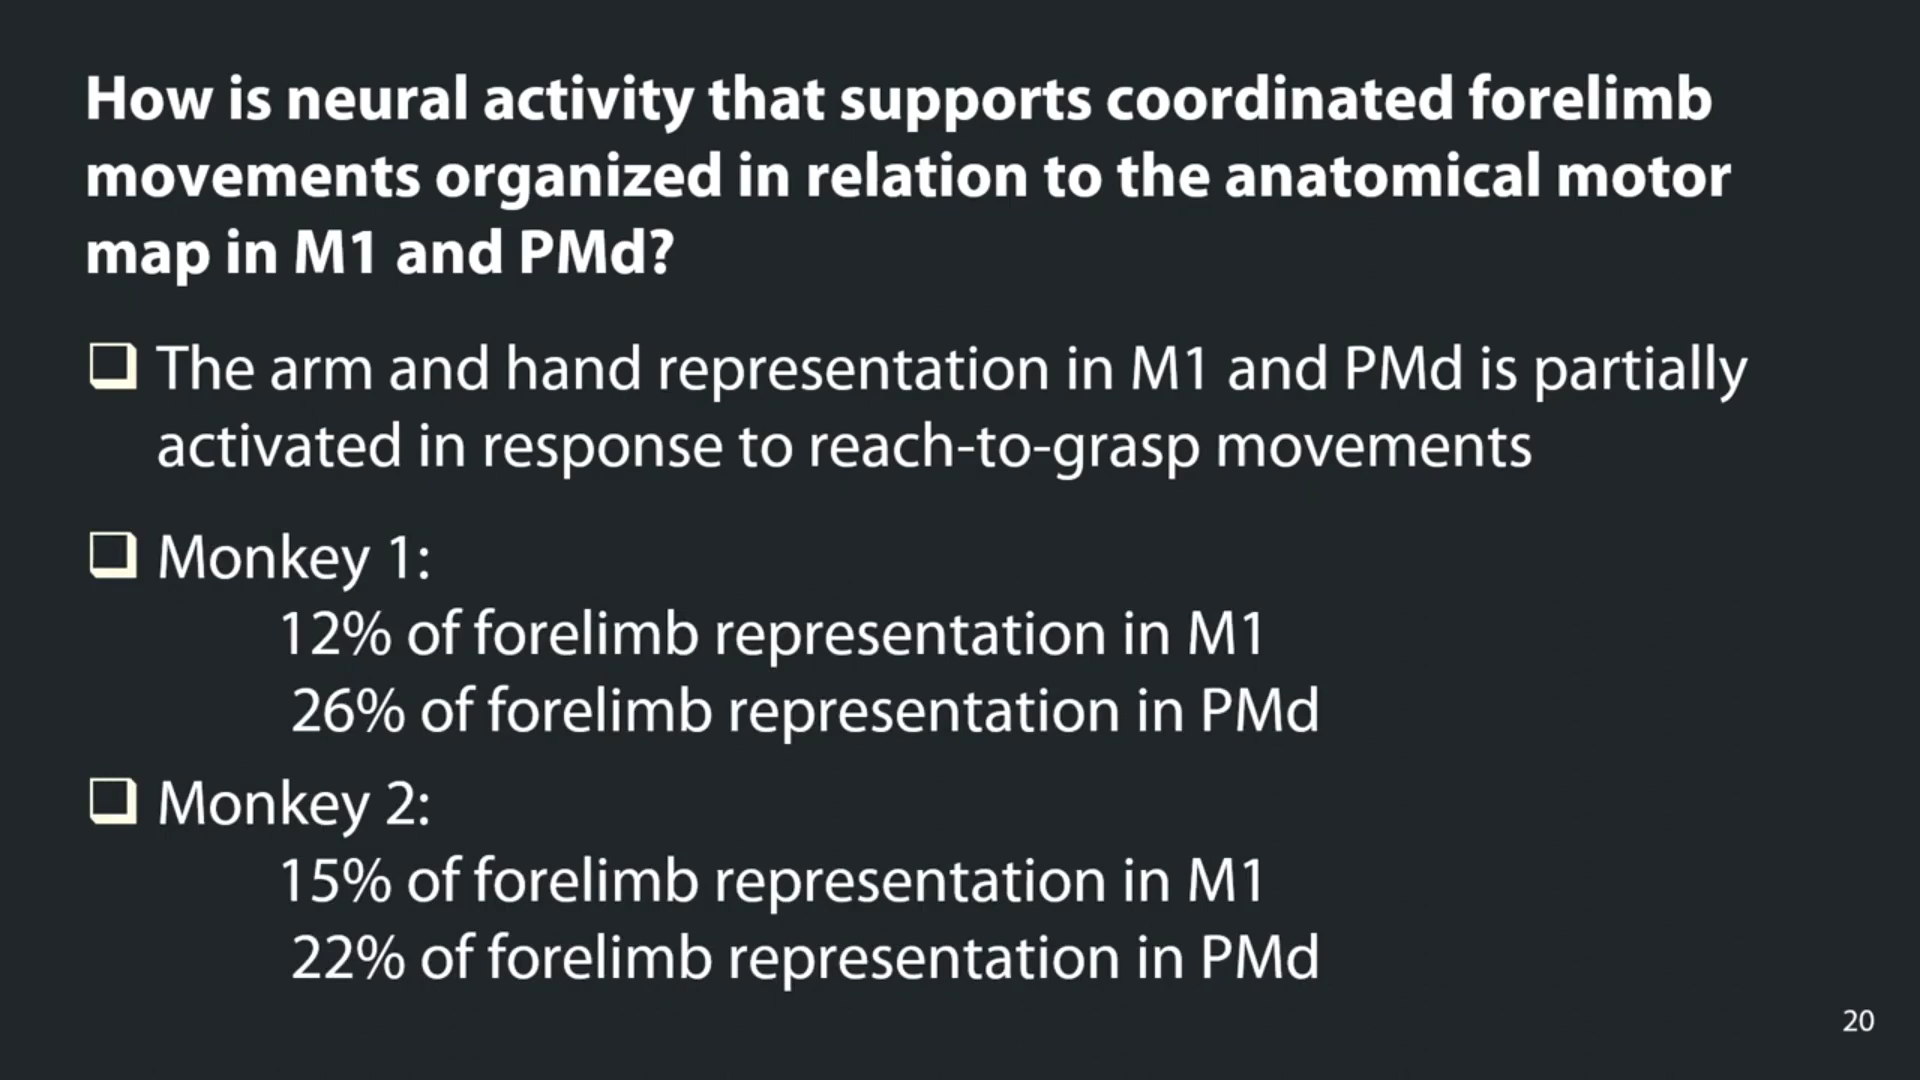 How is neural activity that supports coordinated forelimb
movements organized in relation to the anatomical motor
map in M1 and PMd?
The arm and hand representation in M1 and PMd is partially
activated in response to reach-to-grasp movements
Monkey 1:
12% of forelimb representation in M1
26% of forelimb representation in PMd
Monkey 2:
15% of forelimb representation in M1
22% of forelimb representation in PMd
20